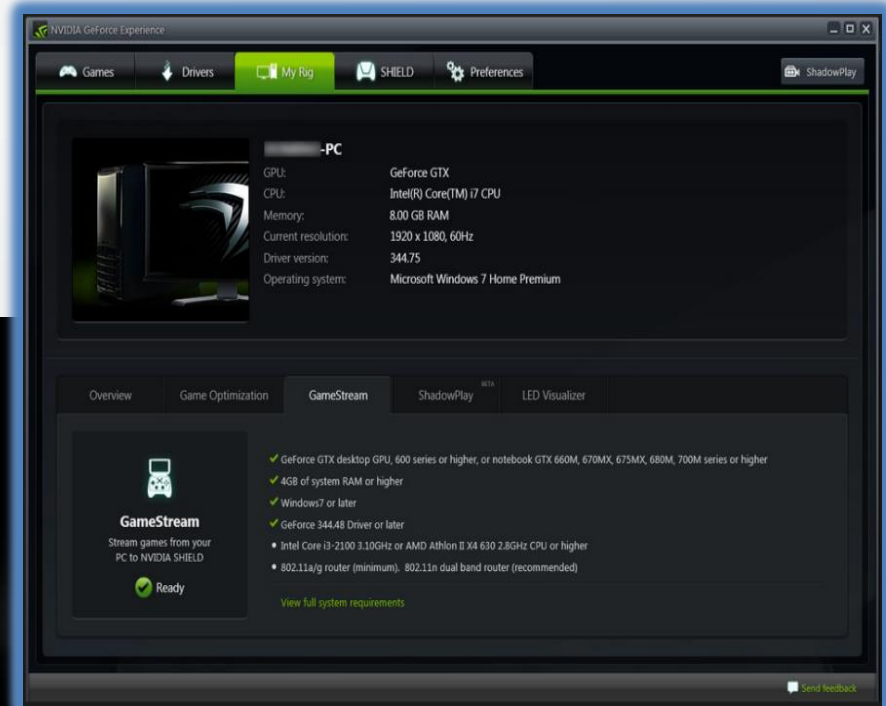 NVIDIA GeForce Experience
Games
Drivers
My Rig
SHIELD
Preferences
ShadowPlay
-PC
GPU: GeForce GTX
CPU: Intel(R) Core(TM) i7 CPU
Memory: 8.00 GB RAM
Current resolution: 1920 x 1080, 60Hz
Driver version: 344.75
Operating system: Microsoft Windows 7 Home Premium
Overview
Game Optimization
GameStream
ShadowPlay BETA
LED Visualizer
GameStream
Stream games from your
PC to NVIDIA SHIELD
Ready
GeForce GTX desktop GPU, 600 series or higher, or notebook GTX 660M, 670MX, 675MX, 680M, 700M series or higher
4GB of system RAM or higher
Windows7 or later
GeForce 344.48 Driver or later
Intel Core i3-2100 3.10GHz or AMD Athlon II X4 630 2.8GHz CPU or higher
802.11a/g router (minimum). 802.11n dual band router (recommended)
View full system requirements
Send feedback